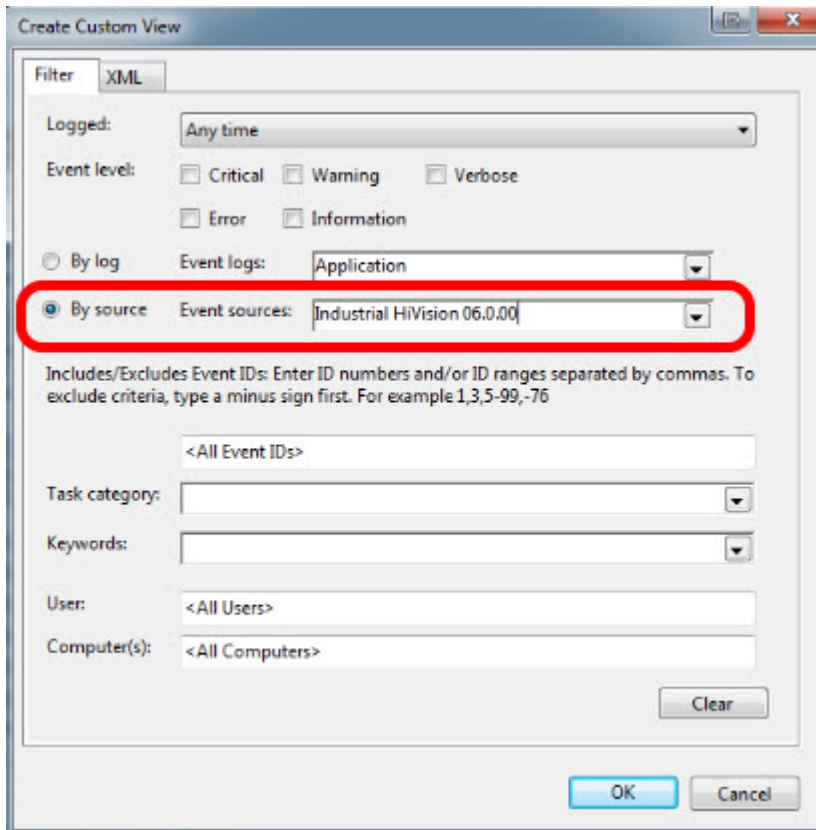 Create Custom View
Filter XML
Logged: Any time
Event level: Critical Warning Verbose
Error Information
By log Event logs: Application
By source Event sources: Industrial HiVision 06.0.00
Includes/Excludes Event IDs: Enter ID numbers and/or ID ranges separated by commas. To
exclude criteria, type a minus sign first. For example 1,3,5-99,-76
<All Event IDs>
Task category:
Keywords:
User: <All Users>
Computer(s): <All Computers>
Clear
OK Cancel